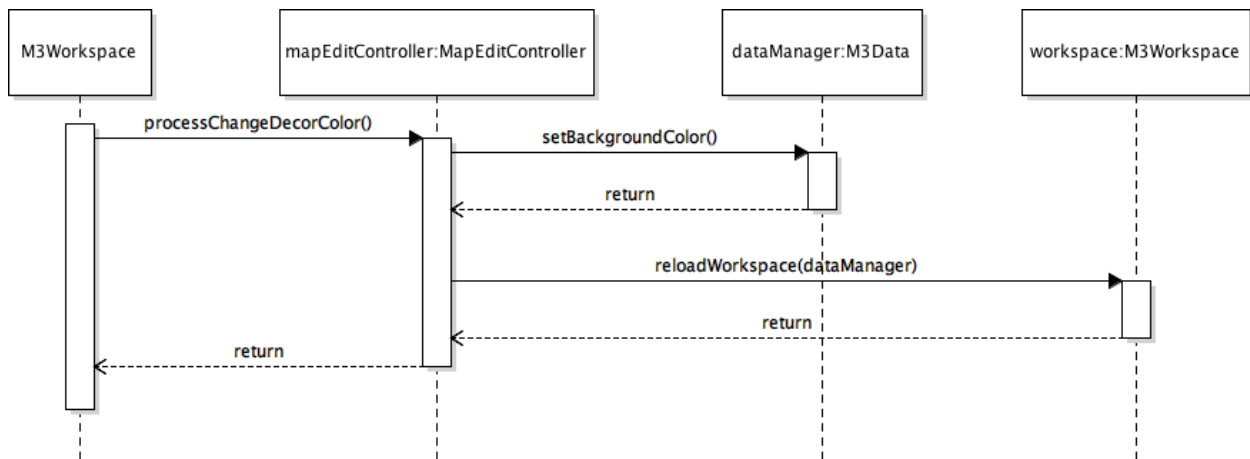 M3Workspace
mapEditController:MapEditController
dataManager:M3Data
workspace:M3Workspace
processChangeDecorColor()
setBackgroundColor()
return
reloadWorkspace(dataManager)
return
return